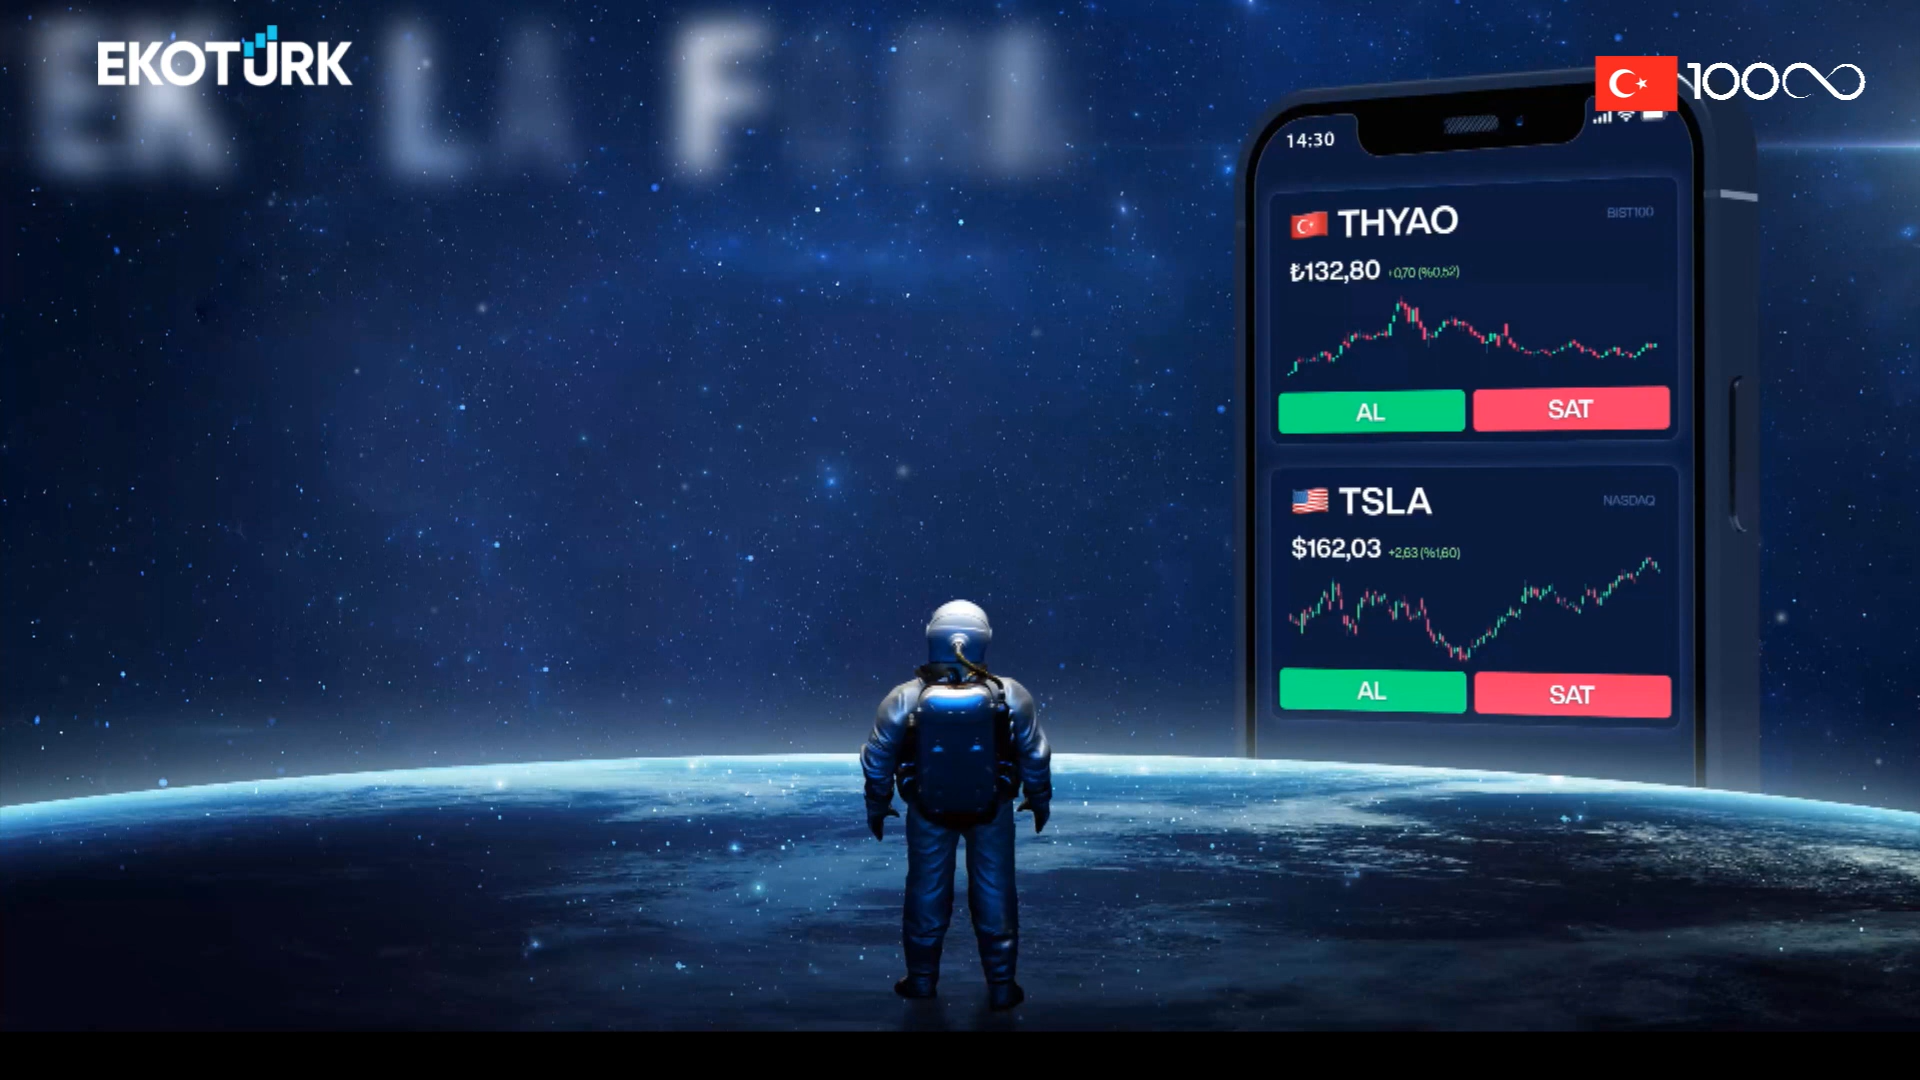 EKOTÜRK
100
14:30
THYAO
BIST100
₺132,80 +0,70 (%0,52)
AL
SAT
TSLA
NASDAQ
$162,03 +2,63 (%1,60)
AL
SAT